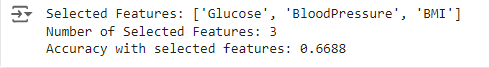 Selected Features: ['Glucose', 'BloodPressure', 'BMI']
Number of Selected Features: 3
Accuracy with selected features: 0.6688